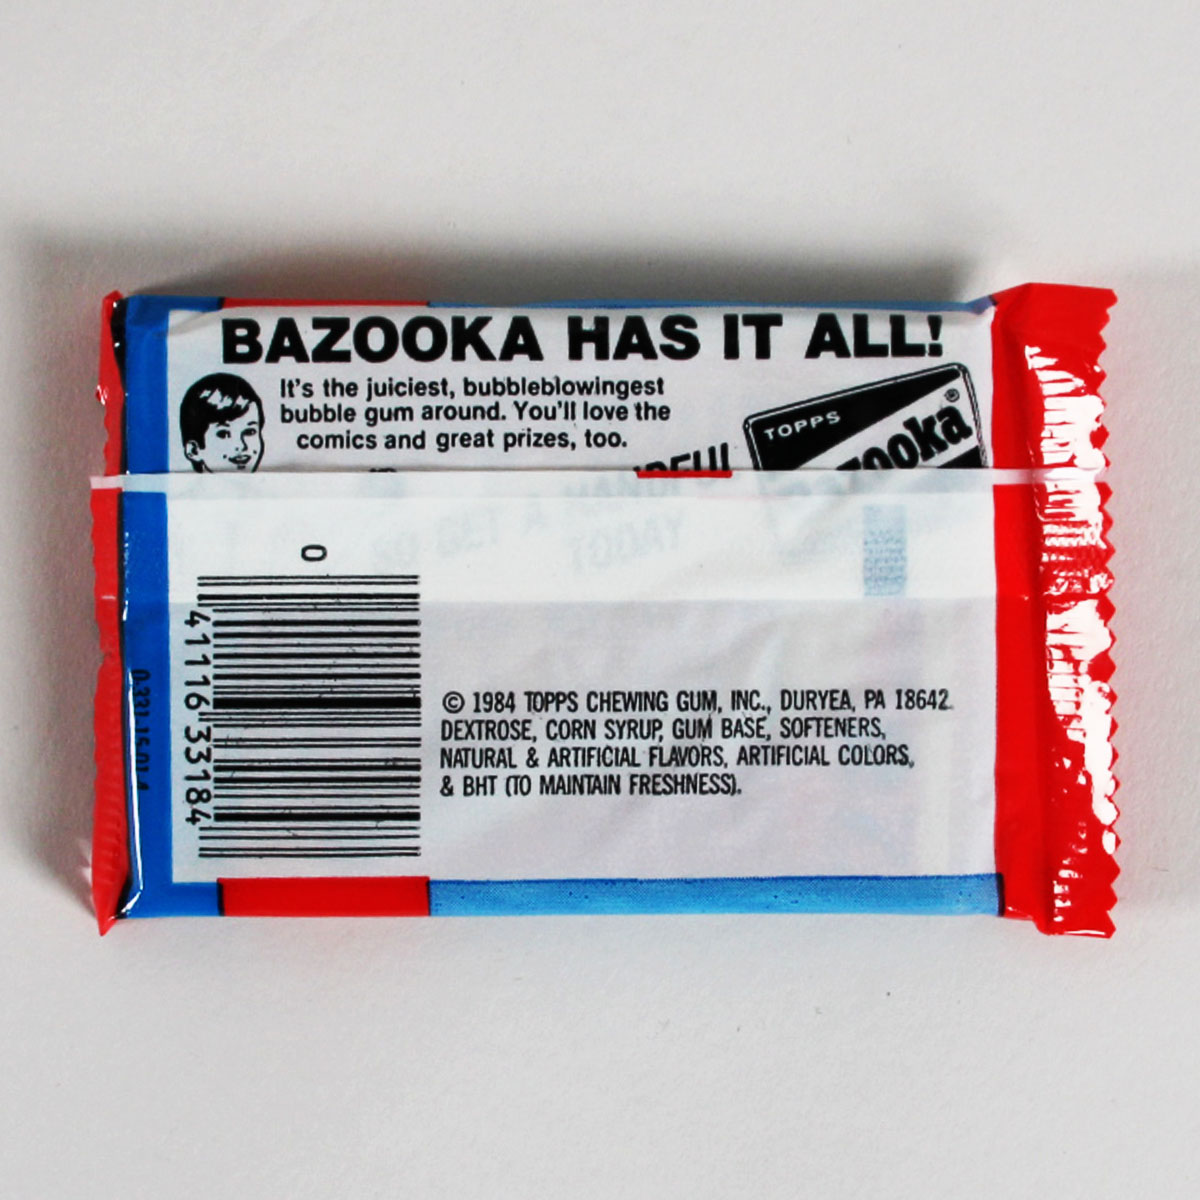 BAZOOKA HAS IT ALL!
It's the juiciest, bubbleblowingest
bubble gum around. You'll love the
comics and great prizes, too.
TOPPS
ooka®
0
41116 33184
© 1984 TOPPS CHEWING GUM, INC., DURYEA, PA 18642.
DEXTROSE, CORN SYRUP, GUM BASE, SOFTENERS,
NATURAL & ARTIFICIAL FLAVORS, ARTIFICIAL COLORS,
& BHT (TO MAINTAIN FRESHNESS).